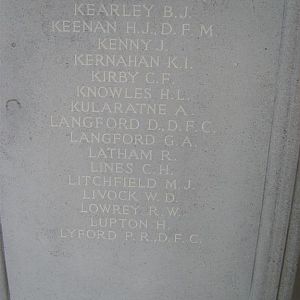 KEARLEY B.J.
KEENAN H.J., D.F.M
KENNY J.
KERNAHAN K.I.
KIRBY C.F.
KNOWLES H.L.
KULARATNE A.
LANGFORD D., D.F.C.
LANGFORD G.A.
LATHAM R.
LINES C.H.
LITCHFIELD M.J.
LIVOCK W.D.
LOWREY R.W.
LUPTON H.
LYFORD P.R., D.F.C.